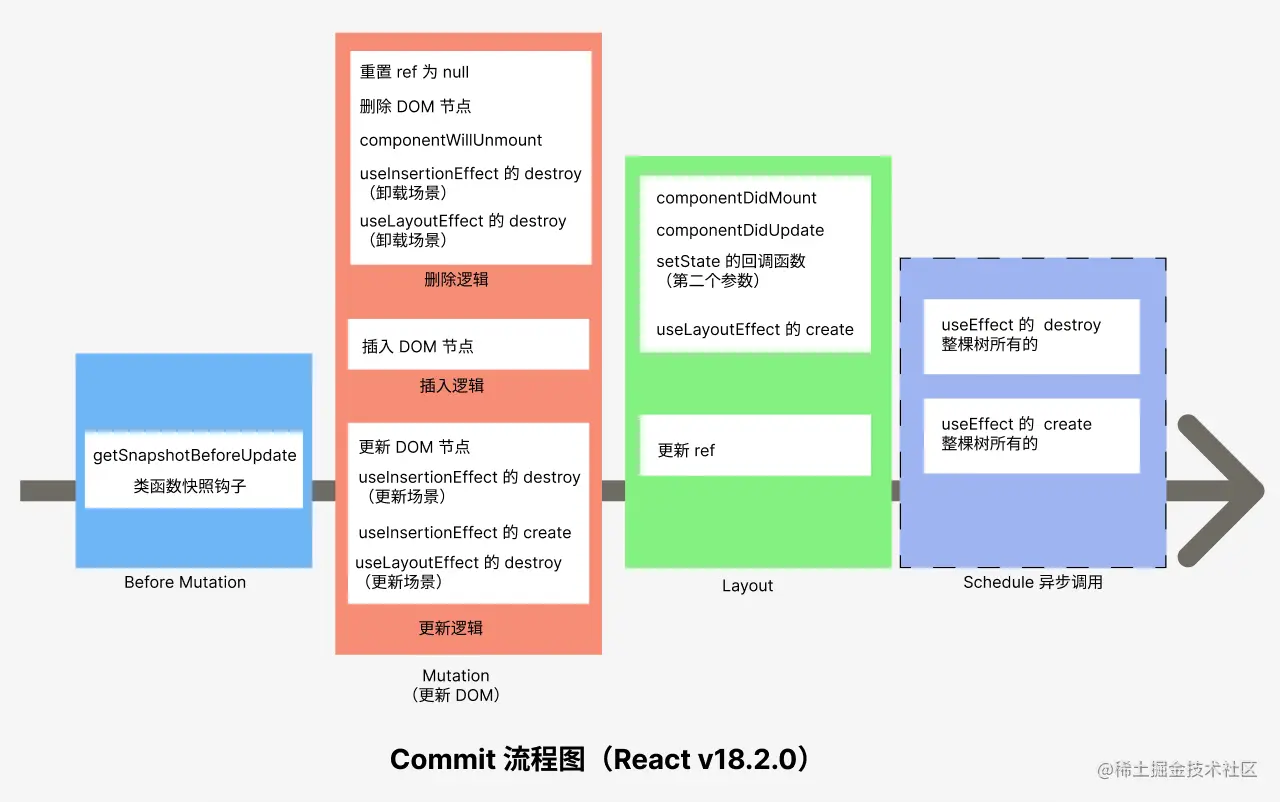 重置 ref 为 null
删除 DOM 节点
componentWillUnmount
useInsertionEffect 的 destroy
（卸载场景）
useLayoutEffect 的 destroy
（卸载场景）
删除逻辑
插入 DOM 节点
插入逻辑
更新 DOM 节点
useInsertionEffect 的 destroy
（更新场景）
useInsertionEffect 的 create
useLayoutEffect 的 destroy
（更新场景）
更新逻辑
Mutation
（更新 DOM）
getSnapshotBeforeUpdate
类函数快照钩子
Before Mutation
componentDidMount
componentDidUpdate
setState 的回调函数
（第二个参数）
useLayoutEffect 的 create
更新 ref
Layout
useEffect 的 destroy
整棵树所有的
useEffect 的 create
整棵树所有的
Schedule 异步调用
Commit 流程图（React v18.2.0）
@稀土掘金技术社区